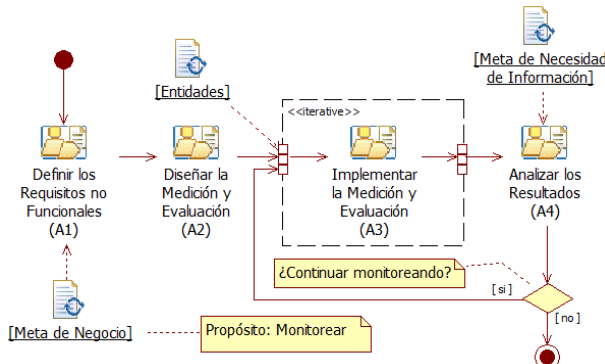 [Meta de Necesidad
de Información]
[Entidades]
<<iterative>>
Definir los
Requisitos no
Funcionales
(A1)
Diseñar la
Medición y
Evaluación
(A2)
Implementar
la Medición y
Evaluación
(A3)
Analizar los
Resultados
(A4)
¿Continuar monitoreando?
[ si ]
[ no ]
[Meta de Negocio]
Propósito: Monitorear